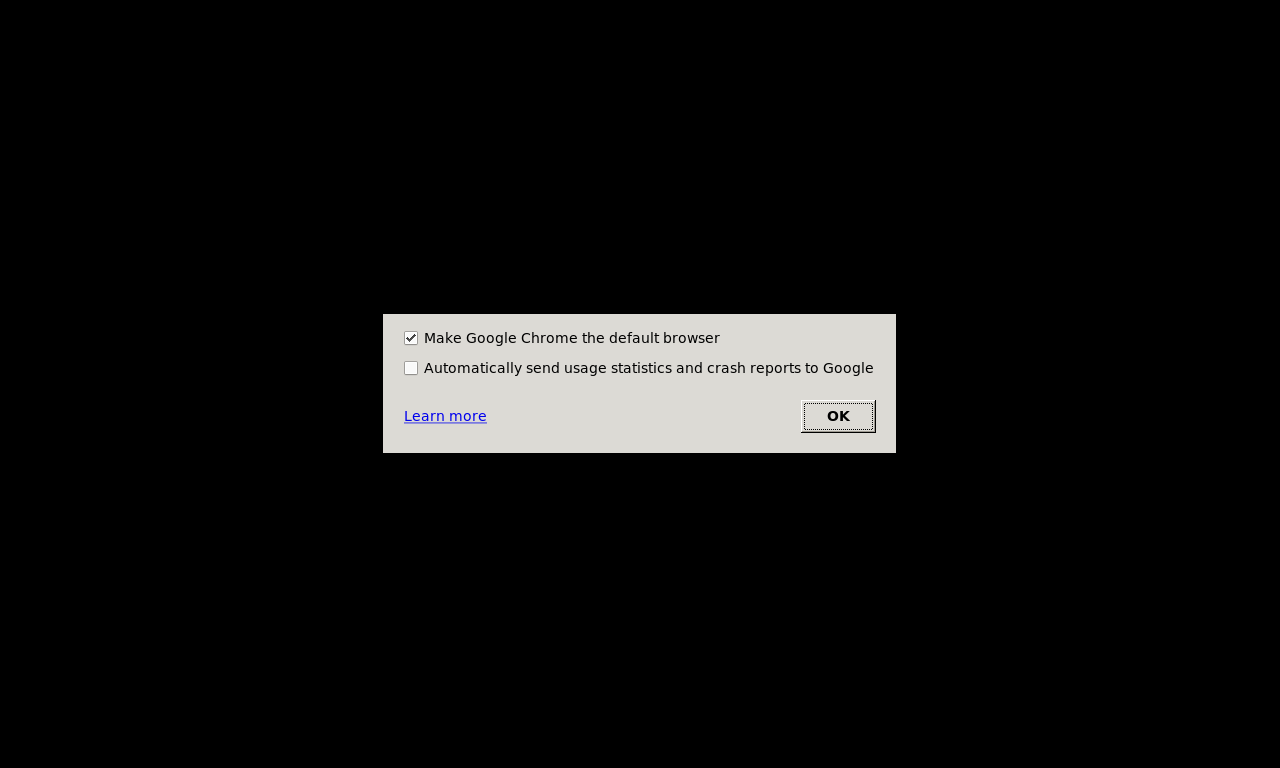 Make Google Chrome the default browser
Automatically send usage statistics and crash reports to Google
Learn more
OK